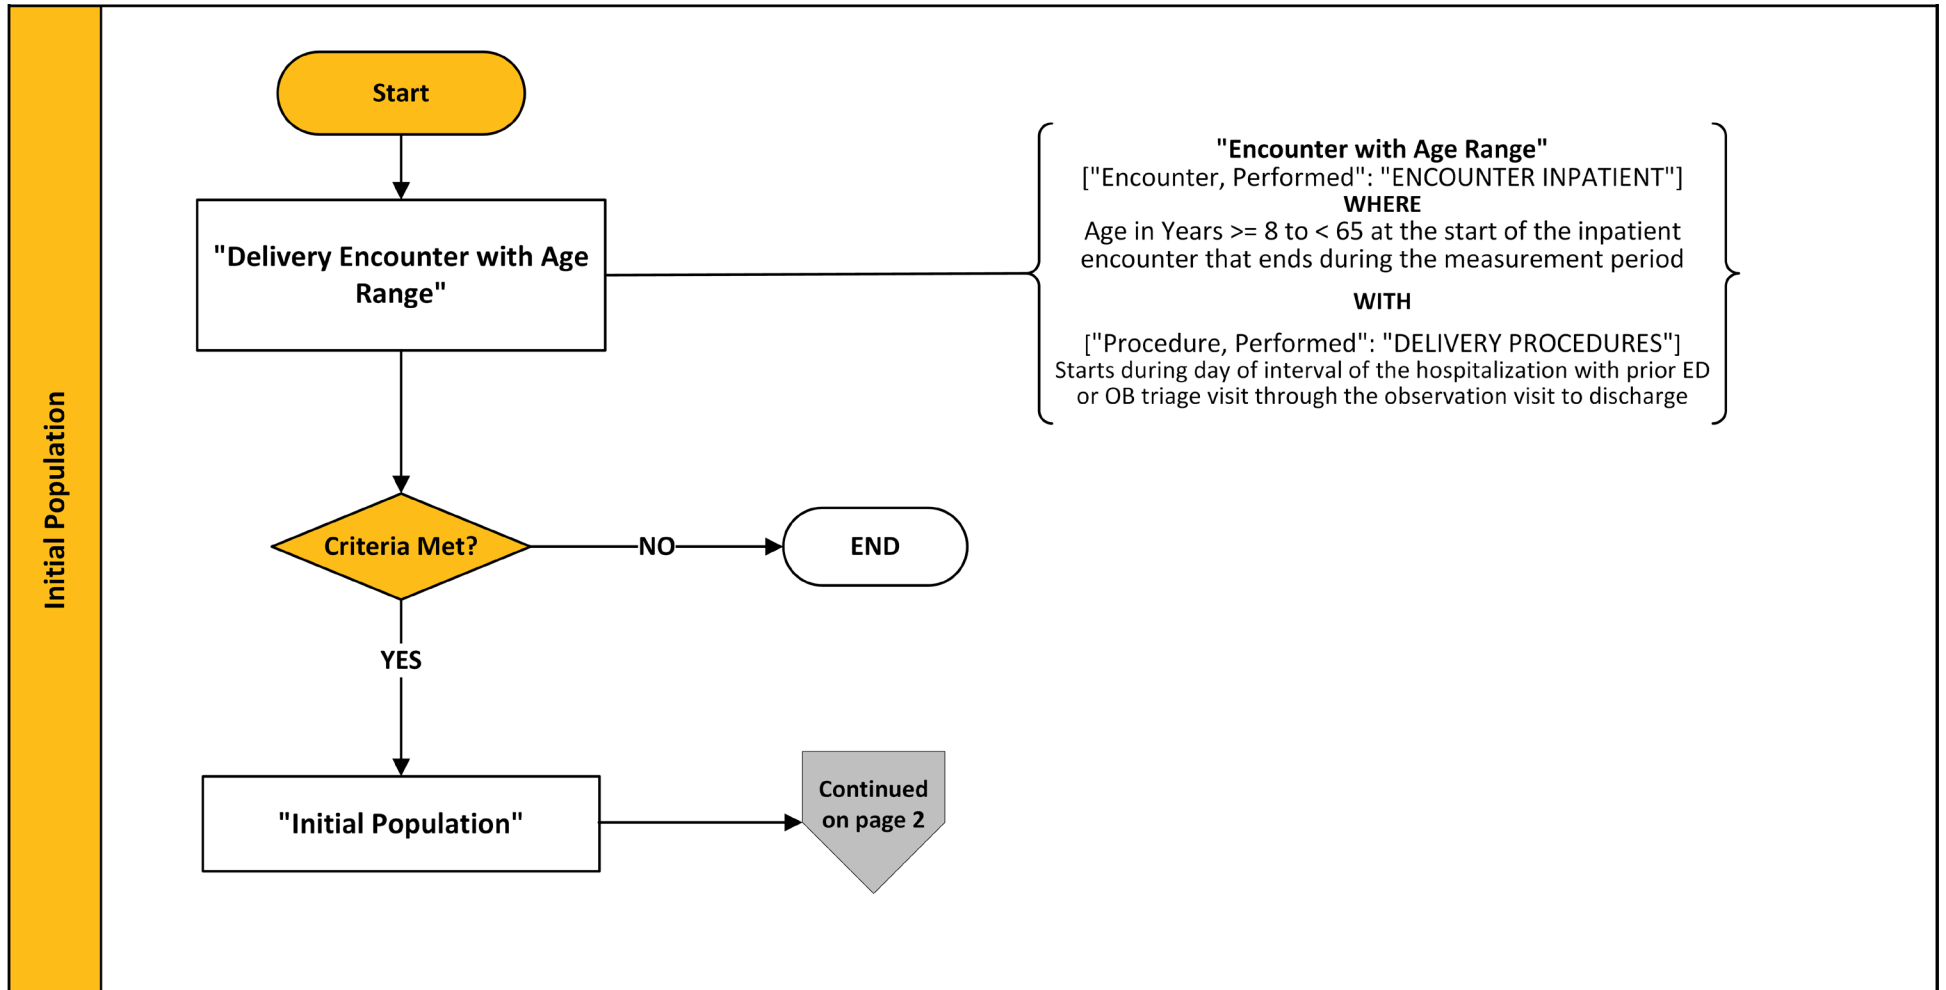 Initial Population
Start
"Delivery Encounter with Age
Range"
"Encounter with Age Range"
["Encounter, Performed": "ENCOUNTER INPATIENT"]
WHERE
Age in Years >= 8 to < 65 at the start of the inpatient
encounter that ends during the measurement period
WITH
["Procedure, Performed": "DELIVERY PROCEDURES"]
Starts during day of interval of the hospitalization with prior ED
or OB triage visit through the observation visit to discharge
Criteria Met?
NO
END
YES
"Initial Population"
Continued
on page 2